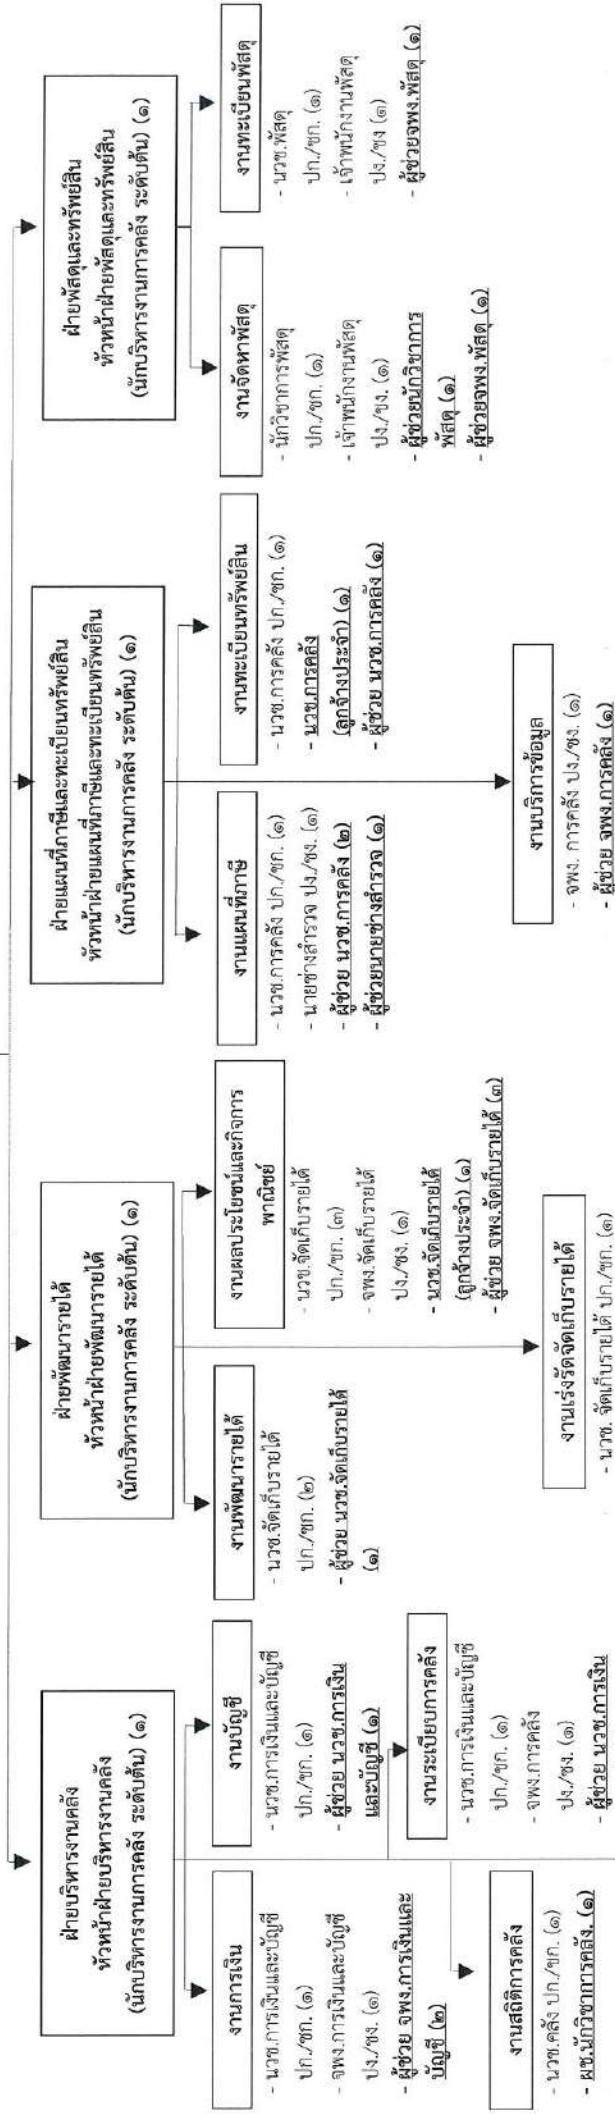 ฝ่ายบริหารงานคลัง
หัวหน้าฝ่ายบริหารงานคลัง
(นักบริหารงานการคลัง ระดับต้น) (๑)
งานการเงิน
- นวช.การเงินและบัญชี
ปก./ชก. (๑)
- จพง.การเงินและบัญชี
ปง./ชง. (๑)
- ผู้ช่วย จพง.การเงินและ
บัญชี (๒)
งานบัญชี
- นวช.การเงินและบัญชี
ปก./ชก. (๑)
- ผู้ช่วย นวช.การเงิน
และบัญชี (๑)
งานสถิติการคลัง
- นวช.คลัง ปก./ชก. (๑)
- ผช.นักวิชาการคลัง. (๑)
งานระเบียบการคลัง
- นวช.การเงินและบัญชี
ปก./ชก. (๑)
- จพง.การคลัง
ปง./ชง. (๑)
- ผู้ช่วย นวช.การเงิน
ฝ่ายพัฒนารายได้
หัวหน้าฝ่ายพัฒนารายได้
(นักบริหารงานการคลัง ระดับต้น) (๑)
งานพัฒนารายได้
- นวช.จัดเก็บรายได้
ปก./ชก. (๒)
- ผู้ช่วย นวช.จัดเก็บรายได้
(๑)
งานผลประโยชน์และกิจการ
พาณิชย์
- นวช.จัดเก็บรายได้
ปก./ชก. (๓)
- จพง.จัดเก็บรายได้
ปง./ชง. (๑)
- นวช.จัดเก็บรายได้
(ลูกจ้างประจำ) (๑)
- ผู้ช่วย จพง.จัดเก็บรายได้ (๓)
งานเร่งรัดจัดเก็บรายได้
- นวช. จัดเก็บรายได้ ปก./ชก. (๑)
ฝ่ายแผนที่ภาษีและทะเบียนทรัพย์สิน
หัวหน้าฝ่ายแผนที่ภาษีและทะเบียนทรัพย์สิน
(นักบริหารงานการคลัง ระดับต้น) (๑)
งานแผนที่ภาษี
- นวช.การคลัง ปก./ชก. (๑)
- นายช่างสำรวจ ปง./ชง. (๑)
- ผู้ช่วย นวช.การคลัง (๒)
- ผู้ช่วยนายช่างสำรวจ (๑)
งานทะเบียนทรัพย์สิน
- นวช.การคลัง ปก./ชก. (๑)
- นวช.การคลัง
(ลูกจ้างประจำ) (๑)
- ผู้ช่วย นวช.การคลัง (๑)
งานบริการข้อมูล
- จพง. การคลัง ปง./ชง. (๑)
- ผู้ช่วย จพง.การคลัง (๑)
ฝ่ายพัสดุและทรัพย์สิน
หัวหน้าฝ่ายพัสดุและทรัพย์สิน
(นักบริหารงานการคลัง ระดับต้น) (๑)
งานจัดหาพัสดุ
- นักวิชาการพัสดุ
ปก./ชก. (๑)
- เจ้าพนักงานพัสดุ
ปง./ชง. (๑)
- ผู้ช่วยนักวิชาการ
พัสดุ (๑)
- ผู้ช่วยจพง.พัสดุ (๑)
งานทะเบียนพัสดุ
- นวช.พัสดุ
ปก./ชก. (๑)
- เจ้าพนักงานพัสดุ
ปง./ชง (๑)
- ผู้ช่วยจพง.พัสดุ (๑)